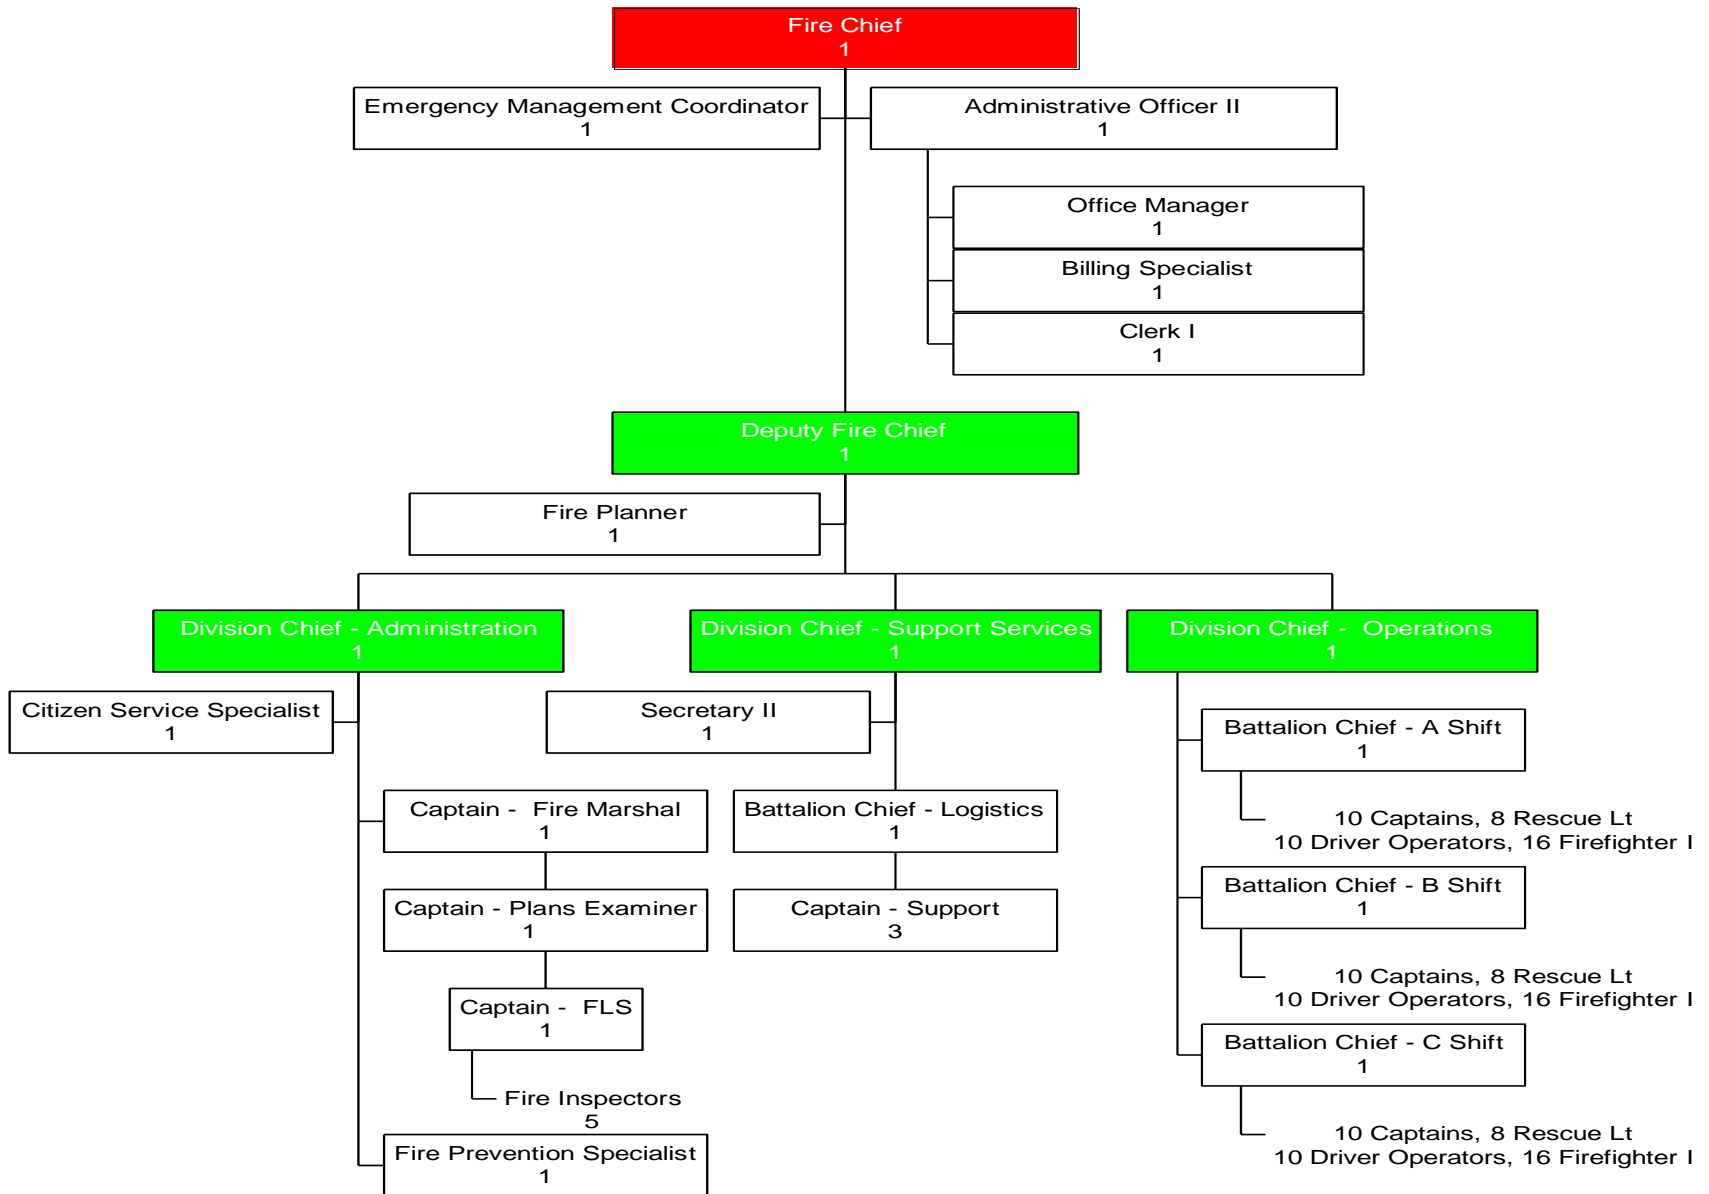 Fire Chief
1
Emergency Management Coordinator
1
Administrative Officer II
1
Office Manager
1
Billing Specialist
1
Clerk I
1
Deputy Fire Chief
1
Fire Planner
1
Division Chief - Administration
1
Division Chief - Support Services
1
Division Chief -  Operations
1
Citizen Service Specialist
1
Secretary II
1
Battalion Chief - A Shift
1
10 Captains, 8 Rescue Lt
10 Driver Operators, 16 Firefighter I
Captain -  Fire Marshal
1
Battalion Chief - Logistics
1
Captain - Plans Examiner
1
Captain - Support
3
Battalion Chief - B Shift
1
10 Captains, 8 Rescue Lt
10 Driver Operators, 16 Firefighter I
Captain -  FLS
1
Fire Inspectors
5
Battalion Chief - C Shift
1
10 Captains, 8 Rescue Lt
10 Driver Operators, 16 Firefighter I
Fire Prevention Specialist
1